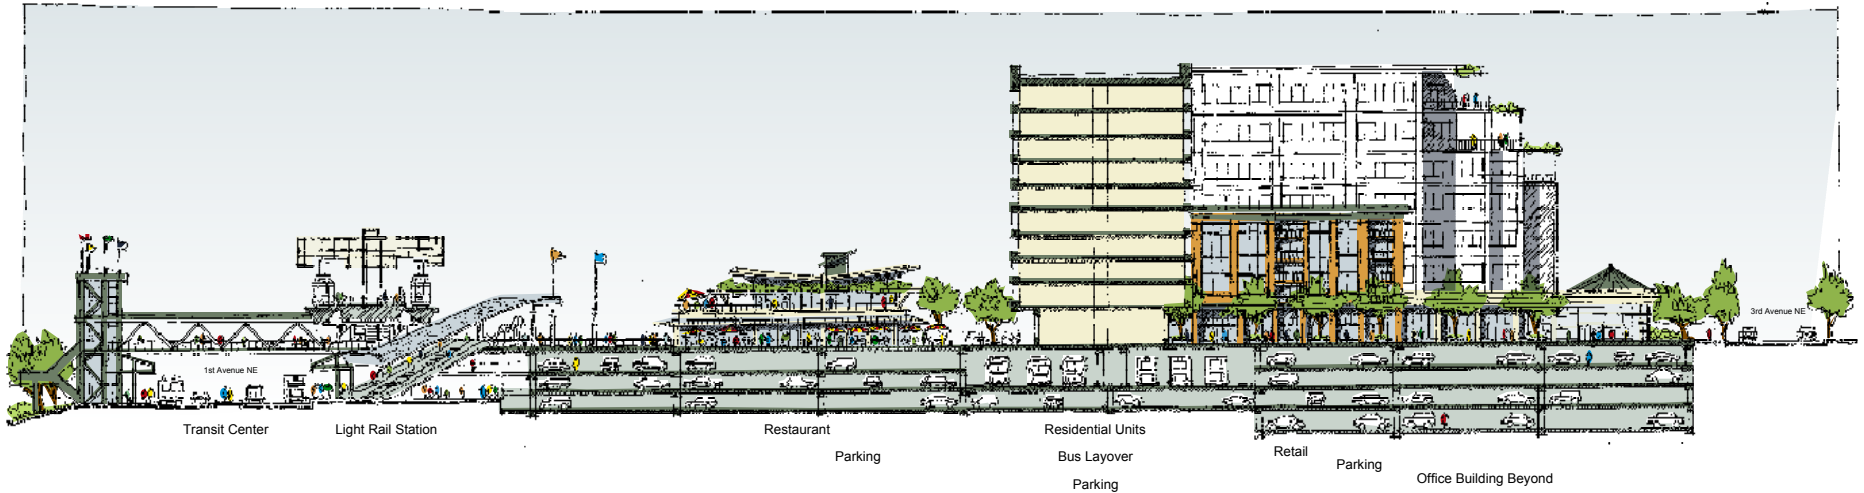 3rd Avenue NE
1st Avenue NE
Transit Center
Light Rail Station
Restaurant
Residential Units
Parking
Bus Layover
Retail
Parking
Office Building Beyond
Parking